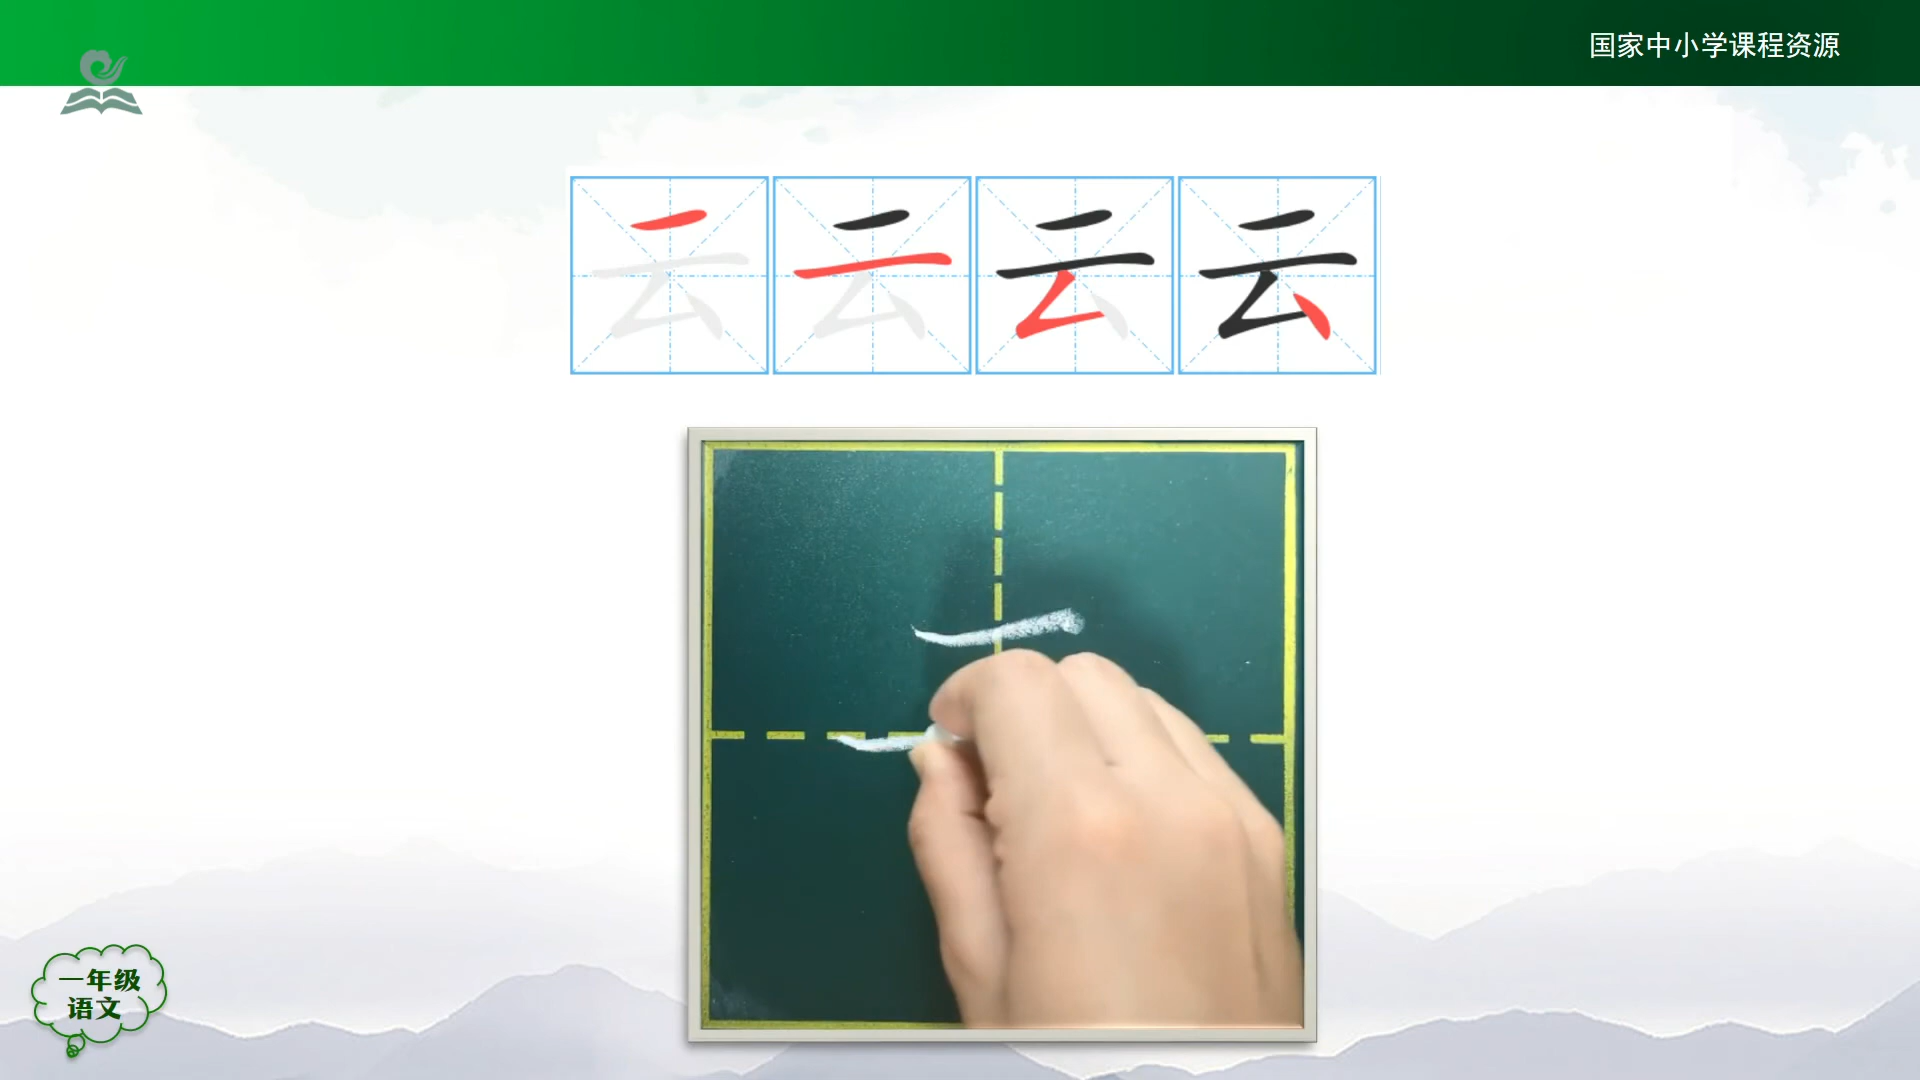 国家中小学课程资源
云 云 云 云
一年级
语文